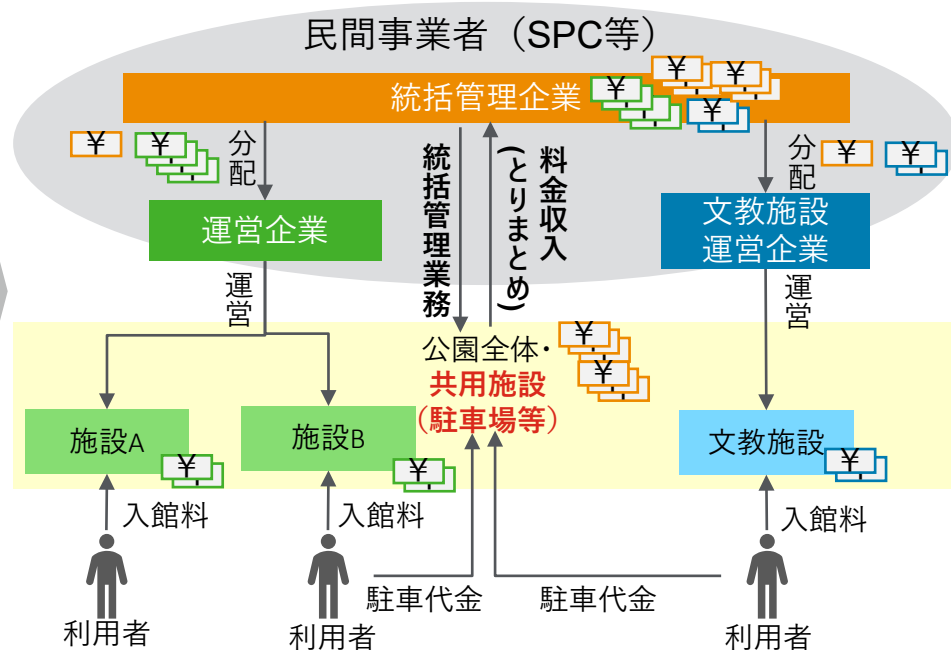 民間事業者（SPC等）
¥ ¥
統括管理企業
¥ ¥
¥ ¥
分配
分配
¥ ¥
運営企業
統括管理業務
料金収入
(とりまとめ)
文教施設
運営企業
運営
運営
公園全体・
共用施設
(駐車場等)
¥
¥
施設A
施設B
文教施設
¥
¥
¥
入館料
入館料
入館料
駐車代金
駐車代金
利用者
利用者
利用者